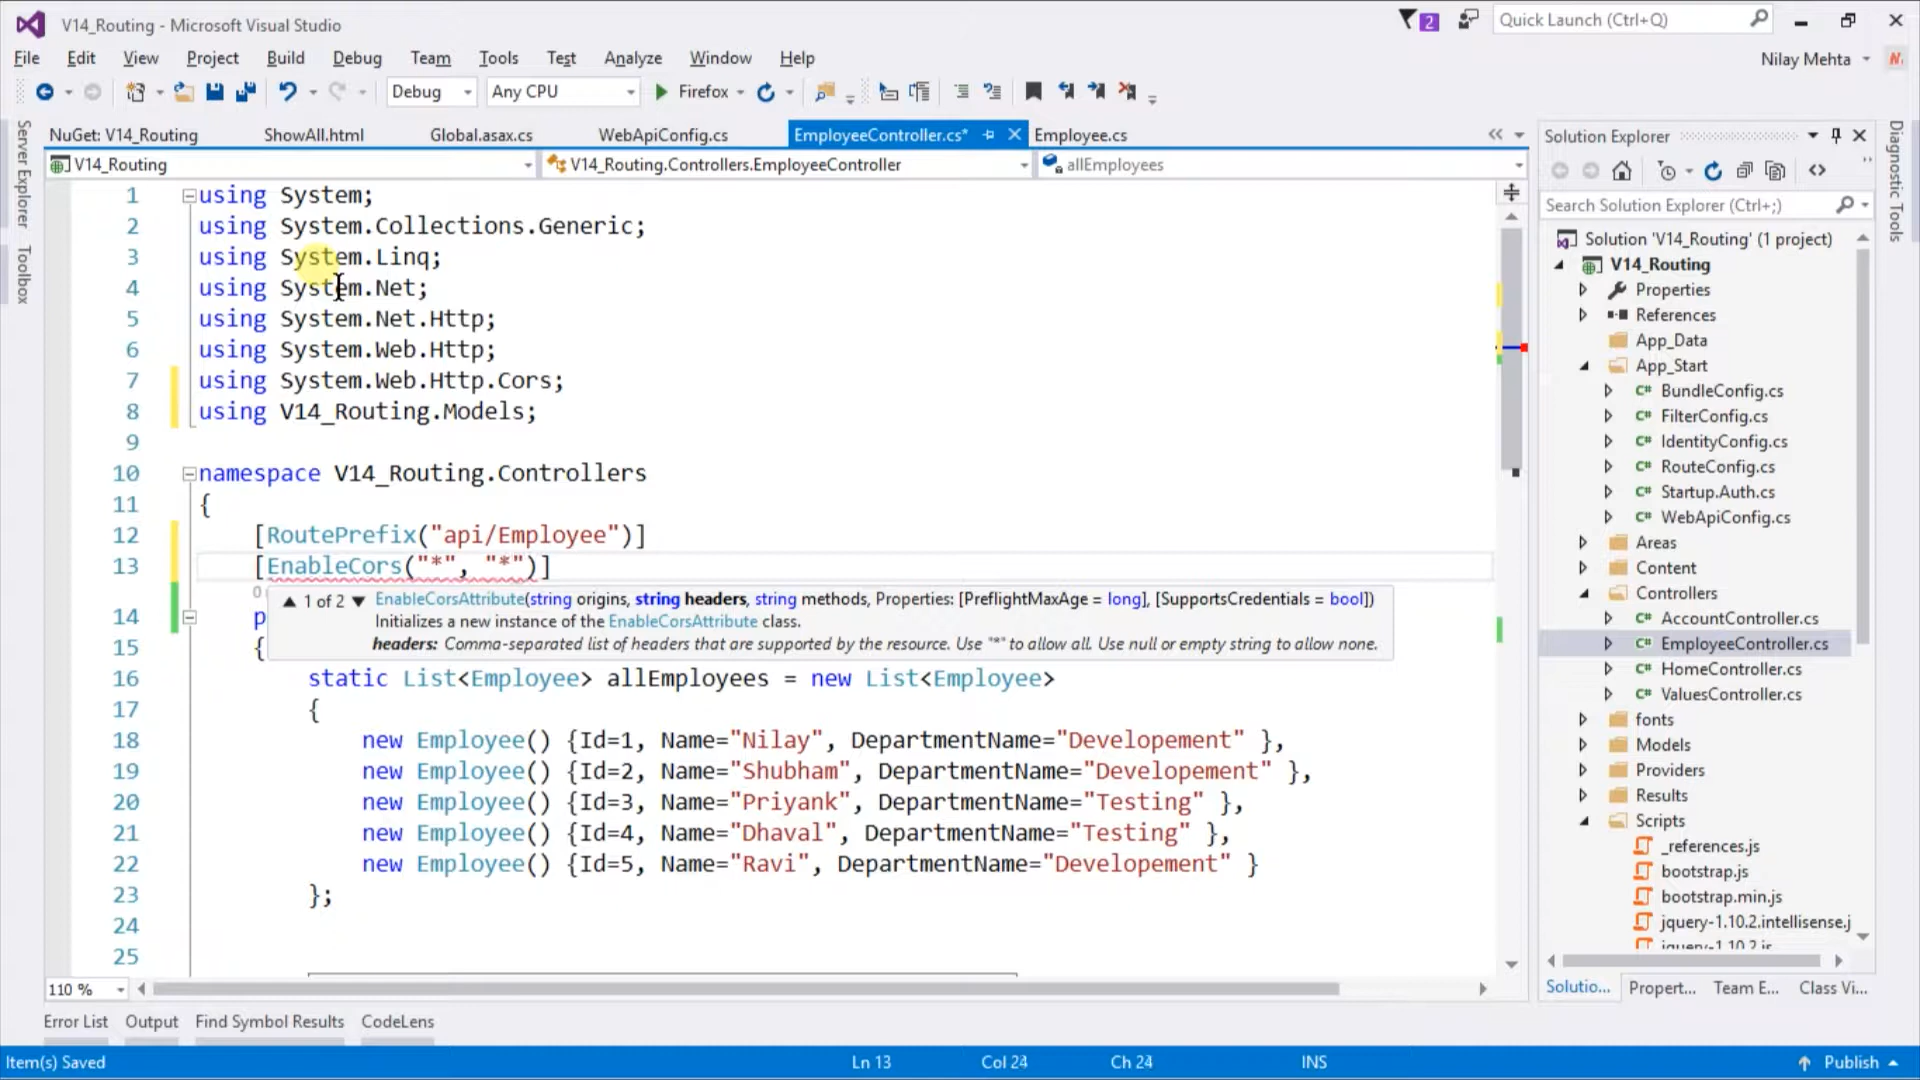 V14_Routing - Microsoft Visual Studio
2
Quick Launch (Ctrl+Q)
File Edit View Project Build Debug Team Tools Test Analyze Window Help
Nilay Mehta
Debug Any CPU Firefox
NuGet: V14_Routing ShowAll.html Global.asax.cs WebApiConfig.cs EmployeeController.cs* Employee.cs
V14_Routing V14_Routing.Controllers.EmployeeController allEmployees
Server Explorer
Toolbox
1 using System;
2 using System.Collections.Generic;
3 using System.Linq;
4 using System.Net;
5 using System.Net.Http;
6 using System.Web.Http;
7 using System.Web.Http.Cors;
8 using V14_Routing.Models;
9
10 namespace V14_Routing.Controllers
11 {
12 [RoutePrefix("api/Employee")]
13 [EnableCors("*", "*")]
1 of 2 EnableCorsAttribute(string origins, string headers, string methods, Properties: [PreflightMaxAge = long], [SupportsCredentials = bool])
Initializes a new instance of the EnableCorsAttribute class.
headers: Comma-separated list of headers that are supported by the resource. Use "*" to allow all. Use null or empty string to allow none.
14 p
15 {
16 static List<Employee> allEmployees = new List<Employee>
17 {
18 new Employee() {Id=1, Name="Nilay", DepartmentName="Developement" },
19 new Employee() {Id=2, Name="Shubham", DepartmentName="Developement" },
20 new Employee() {Id=3, Name="Priyank", DepartmentName="Testing" },
21 new Employee() {Id=4, Name="Dhaval", DepartmentName="Testing" },
22 new Employee() {Id=5, Name="Ravi", DepartmentName="Developement" }
23 };
24
25
110 %
Error List Output Find Symbol Results CodeLens
Item(s) Saved Ln 13 Col 24 Ch 24 INS Publish
Solution Explorer
Search Solution Explorer (Ctrl+;)
Solution 'V14_Routing' (1 project)
V14_Routing
Properties
References
App_Data
App_Start
C# BundleConfig.cs
C# FilterConfig.cs
C# IdentityConfig.cs
C# RouteConfig.cs
C# Startup.Auth.cs
C# WebApiConfig.cs
Areas
Content
Controllers
C# AccountController.cs
C# EmployeeController.cs
C# HomeController.cs
C# ValuesController.cs
fonts
Models
Providers
Results
Scripts
_references.js
bootstrap.js
bootstrap.min.js
jquery-1.10.2.intellisense.j
Solutio... Propert... Team E... Class Vi...
Diagnostic Tools